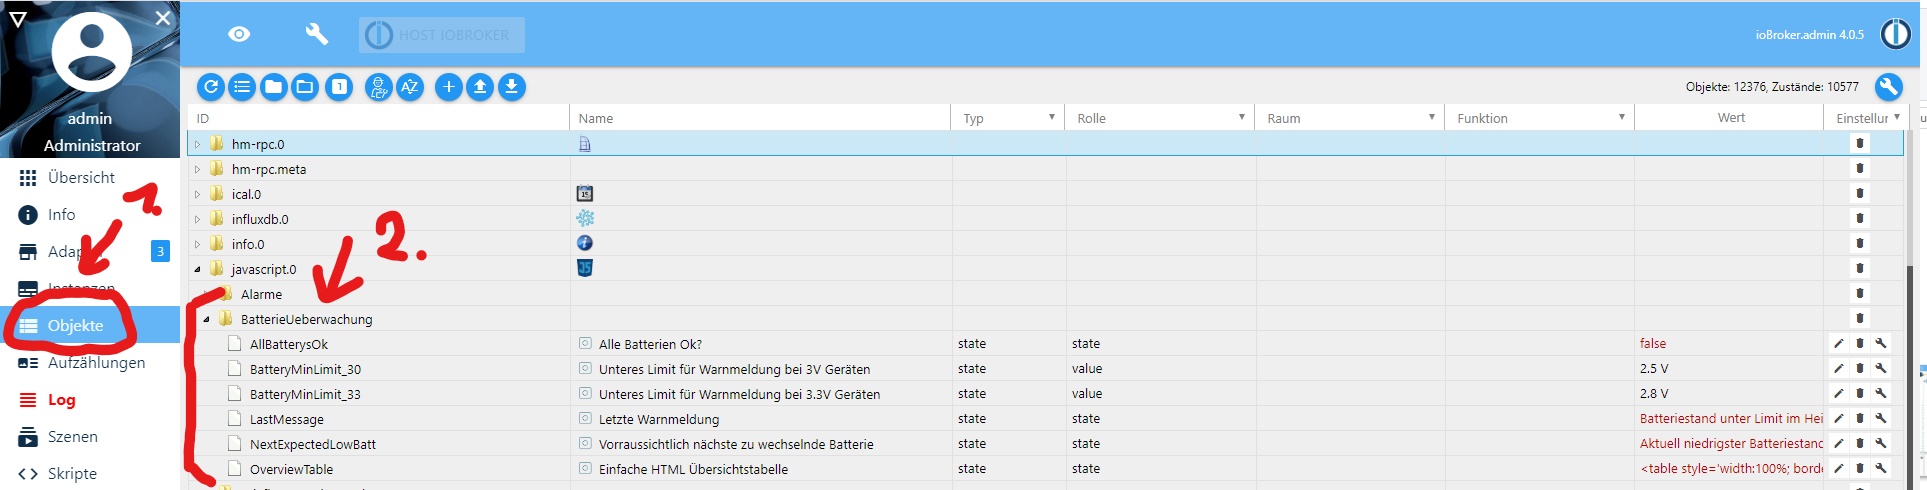 admin
Administrator
Übersicht
Info
Adap
3
Instanzen
Objekte
Aufzählungen
Log
Szenen
Skripte
1.
HOST IOBROKER
ioBroker.admin 4.0.5
Objekte: 12376, Zustände: 10577
ID Name Typ Rolle Raum Funktion Wert Einstellur
hm-rpc.0
hm-rpc.meta
ical.0
influxdb.0
info.0
javascript.0
2.
Alarme
BatterieUeberwachung
AllBatterysOk Alle Batterien Ok? state state false
BatteryMinLimit_30 Unteres Limit für Warnmeldung bei 3V Geräten state value 2.5 V
BatteryMinLimit_33 Unteres Limit für Warnmeldung bei 3.3V Geräten state value 2.8 V
LastMessage Letzte Warnmeldung state state Batteriestand unter Limit im Hei
NextExpectedLowBatt Vorraussichtlich nächste zu wechselnde Batterie state state Aktuell niedrigster Batteriestand
OverviewTable Einfache HTML Übersichtstabelle state state <table style='width:100%; borde